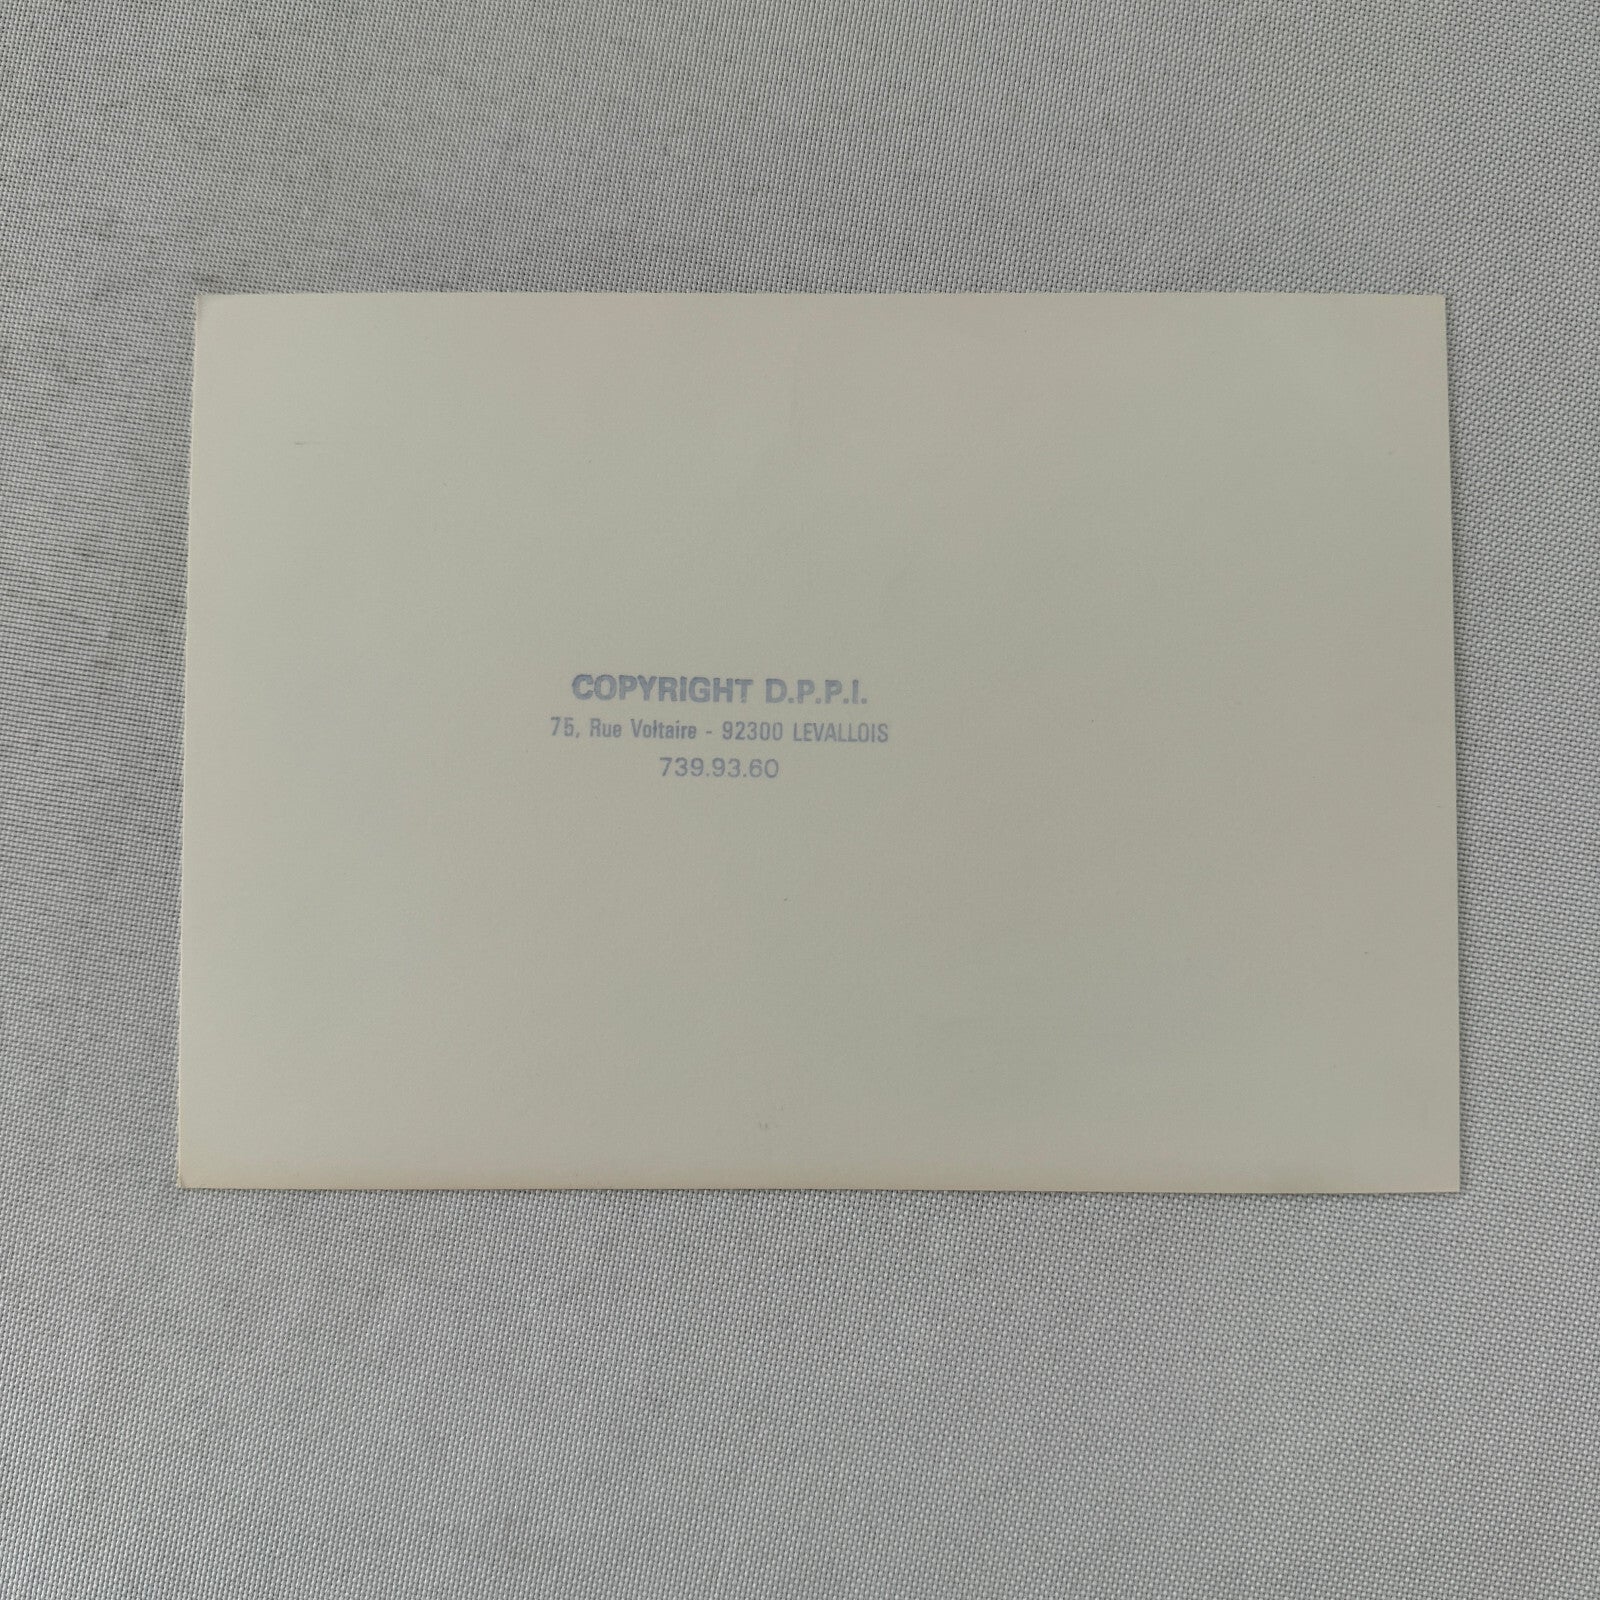 COPYRIGHT D.P.P.I.
75, Rue Voltaire - 92300 LEVALLOIS
739.93.60